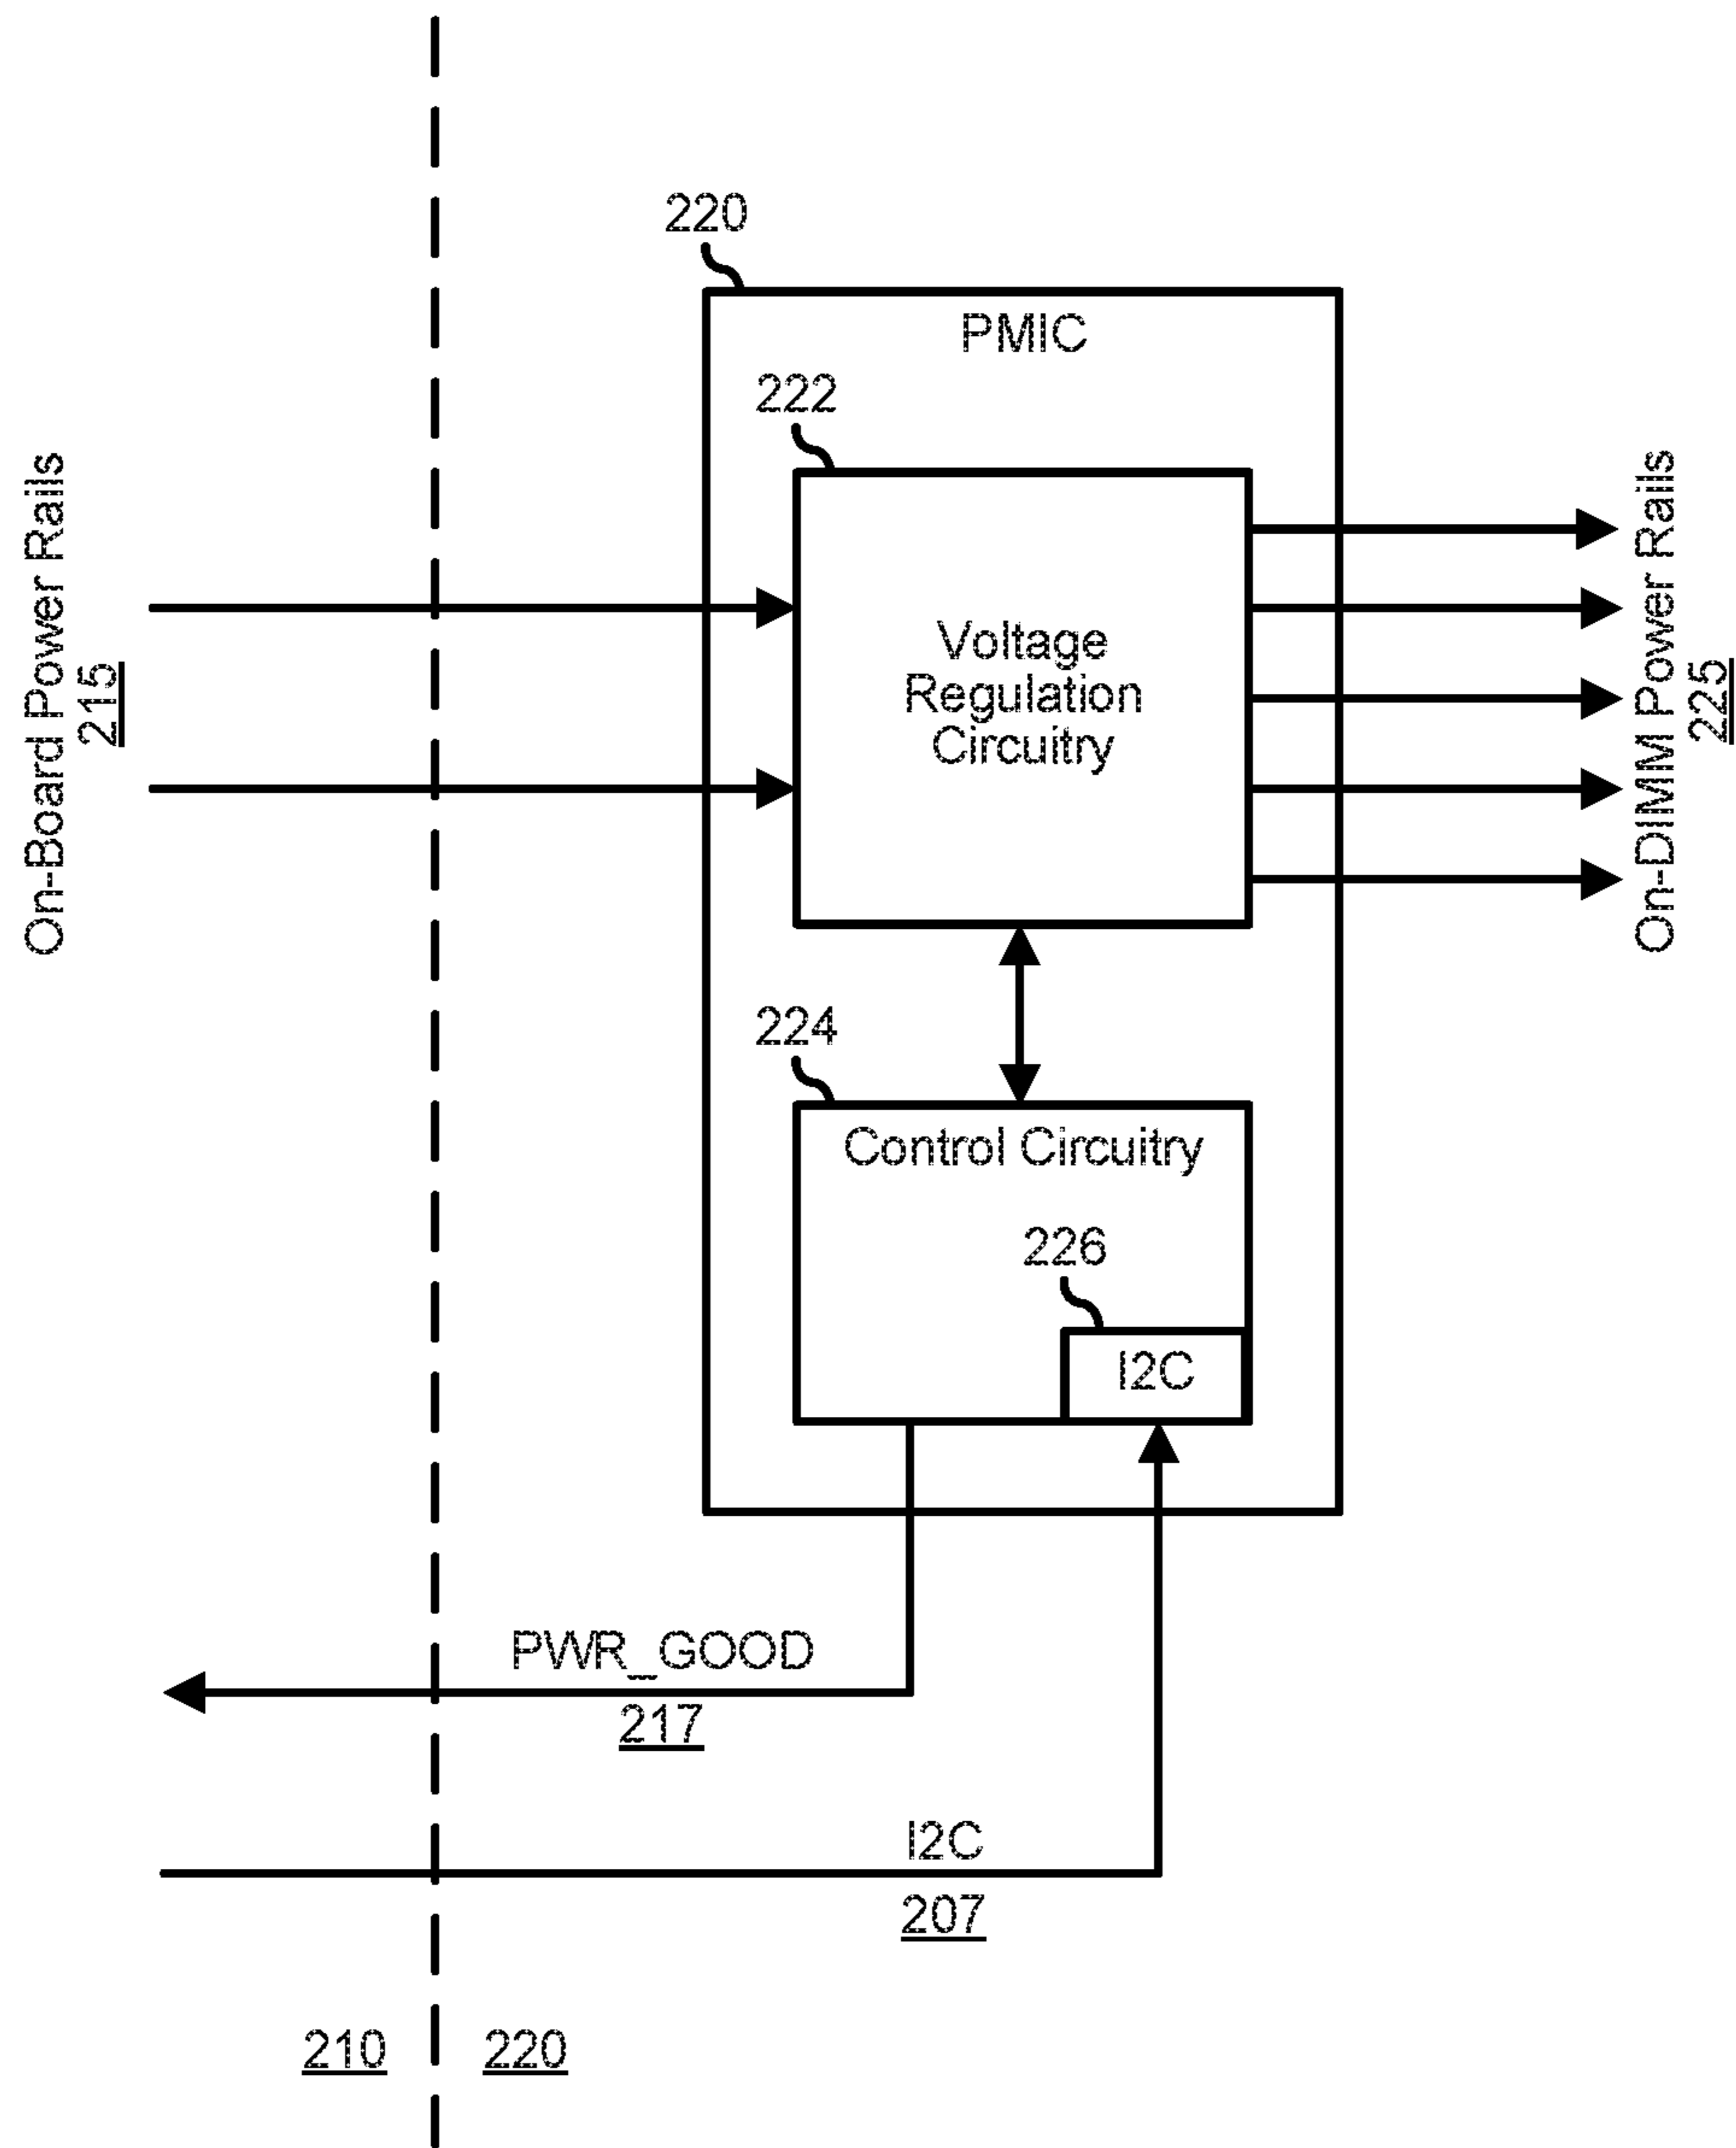 220
PMIC
222
On-Board Power Rails
215
Voltage
Regulation
Circuitry
On-DIMM Power Rails
225
224
Control Circuitry
226
I2C
PWR_GOOD
217
I2C
207
210
220